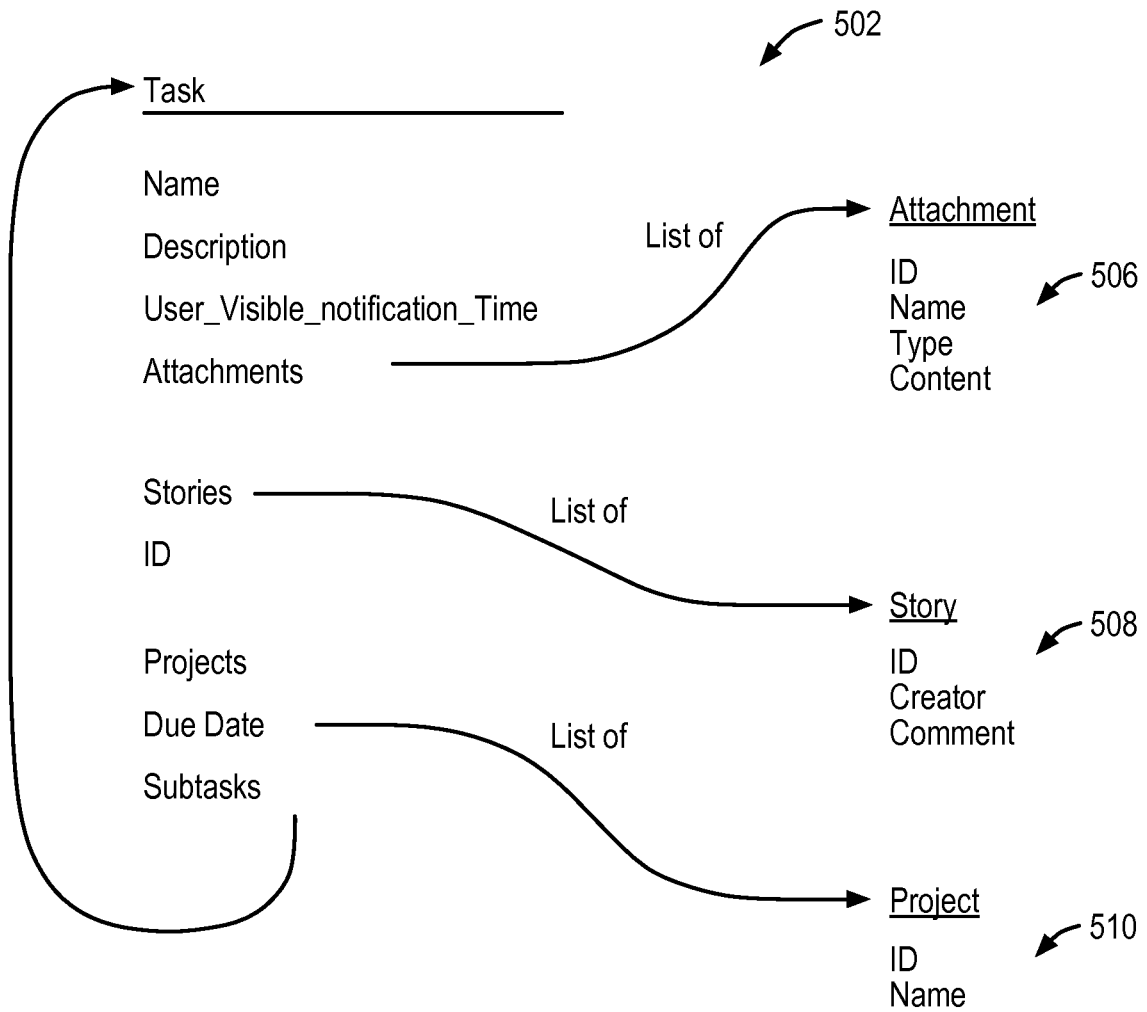 502
Task
Name
Description
User_Visible_notification_Time
Attachments
Stories
ID
Projects
Due Date
Subtasks
List of
Attachment
506
ID
Name
Type
Content
List of
Story
508
ID
Creator
Comment
List of
Project
510
ID
Name